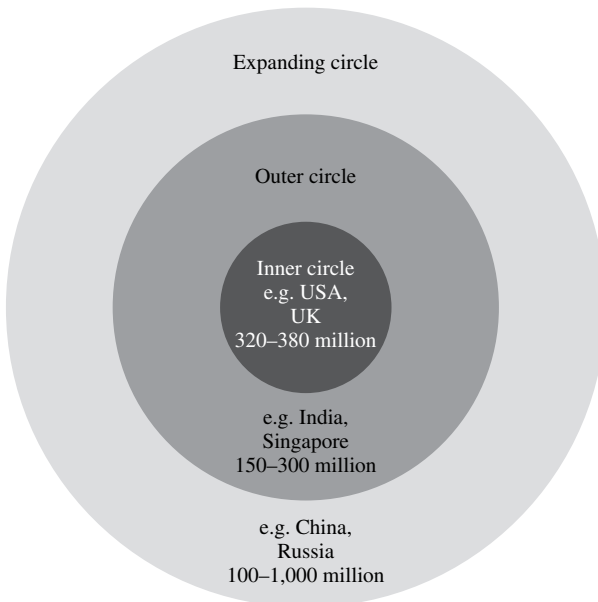 Expanding circle
Outer circle
Inner circle
e.g. USA,
UK
320–380 million
e.g. India,
Singapore
150–300 million
e.g. China,
Russia
100–1,000 million